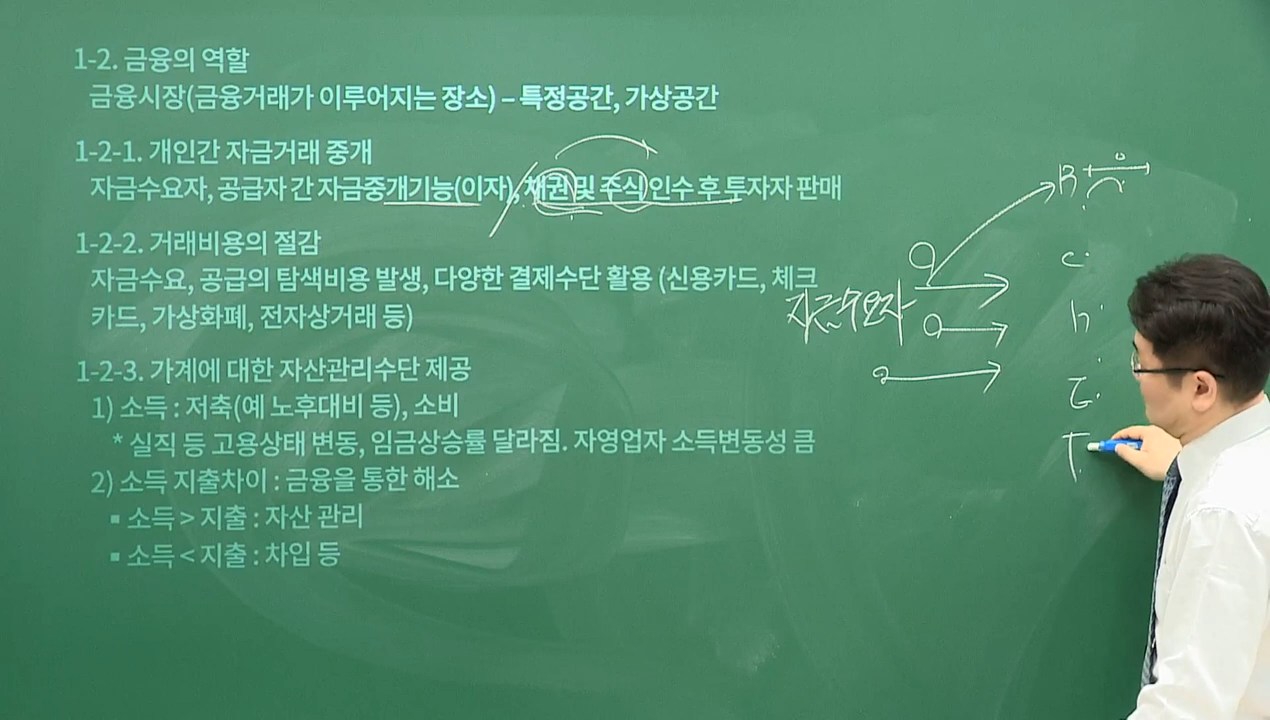 1-2. 금융의 역할
금융시장(금융거래가 이루어지는 장소) – 특정공간, 가상공간
1-2-1. 개인간 자금거래 중개
자금수요자, 공급자 간 자금중개기능(이자), 채권 및 주식 인수 후 투자자 판매
1-2-2. 거래비용의 절감
자금수요, 공급의 탐색비용 발생, 다양한 결제수단 활용 (신용카드, 체크
카드, 가상화폐, 전자상거래 등)
1-2-3. 가계에 대한 자산관리수단 제공
1) 소득 : 저축(예 노후대비 등), 소비
* 실직 등 고용상태 변동, 임금상승률 달라짐. 자영업자 소득변동성 큼
2) 소득 지출차이 : 금융을 통한 해소
▪ 소득 > 지출 : 자산 관리
▪ 소득 < 지출 : 차입 등
자금수요자